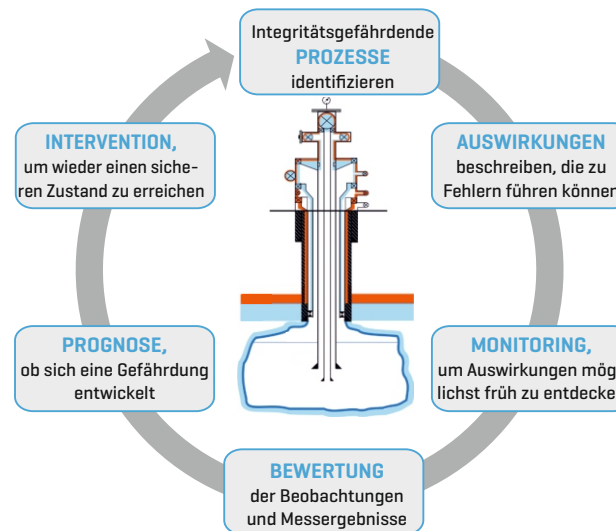 Integritätsgefährdende
PROZESSE
identifizieren
AUSWIRKUNGEN
beschreiben, die zu
Fehlern führen können
MONITORING,
um Auswirkungen mög
lichst früh zu entdecke
BEWERTUNG
der Beobachtungen
und Messergebnisse
PROGNOSE,
ob sich eine Gefährdung
entwickelt
INTERVENTION,
um wieder einen siche-
ren Zustand zu erreichen